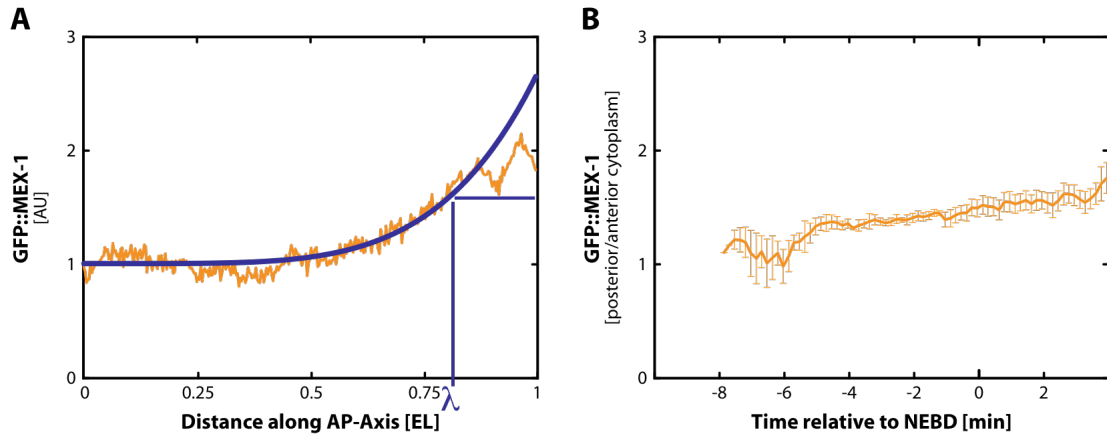 A
3
2
1
0
GFP::MEX-1
[AU]
0
0.25
0.5
0.75
λ
1
Distance along AP-Axis [EL]
B
3
2
1
0
GFP::MEX-1
[posterior/anterior cytoplasm]
-8
-6
-4
-2
0
2
Time relative to NEBD [min]